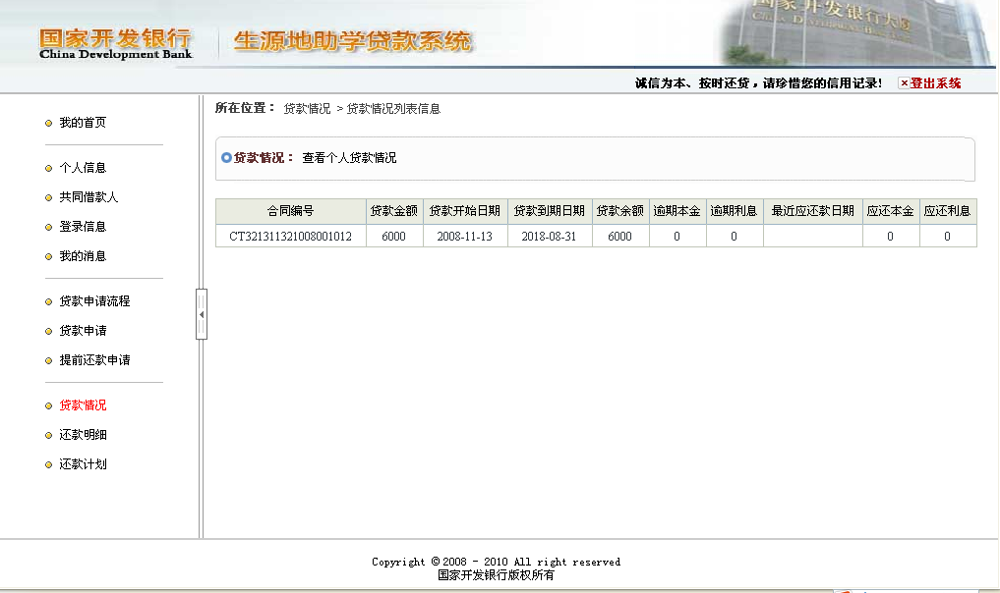 国家开发银行
China Development Bank
生源地助学贷款系统
国家开发银行大厦
诚信为本、按时还贷，请珍惜您的信用记录! 登出系统
所在位置： 贷款情况 > 贷款情况列表信息
我的首页
个人信息
共同借款人
登录信息
我的消息
贷款申请流程
贷款申请
提前还款申请
贷款情况
还款明细
还款计划
贷款情况： 查看个人贷款情况
合同编号 贷款金额 贷款开始日期 贷款到期日期 贷款余额 逾期本金 逾期利息 最近应还款日期 应还本金 应还利息
CT321311321008001012 6000 2008-11-13 2018-08-31 6000 0 0 0 0
Copyright ©2008 - 2010 All right reserved
国家开发银行版权所有